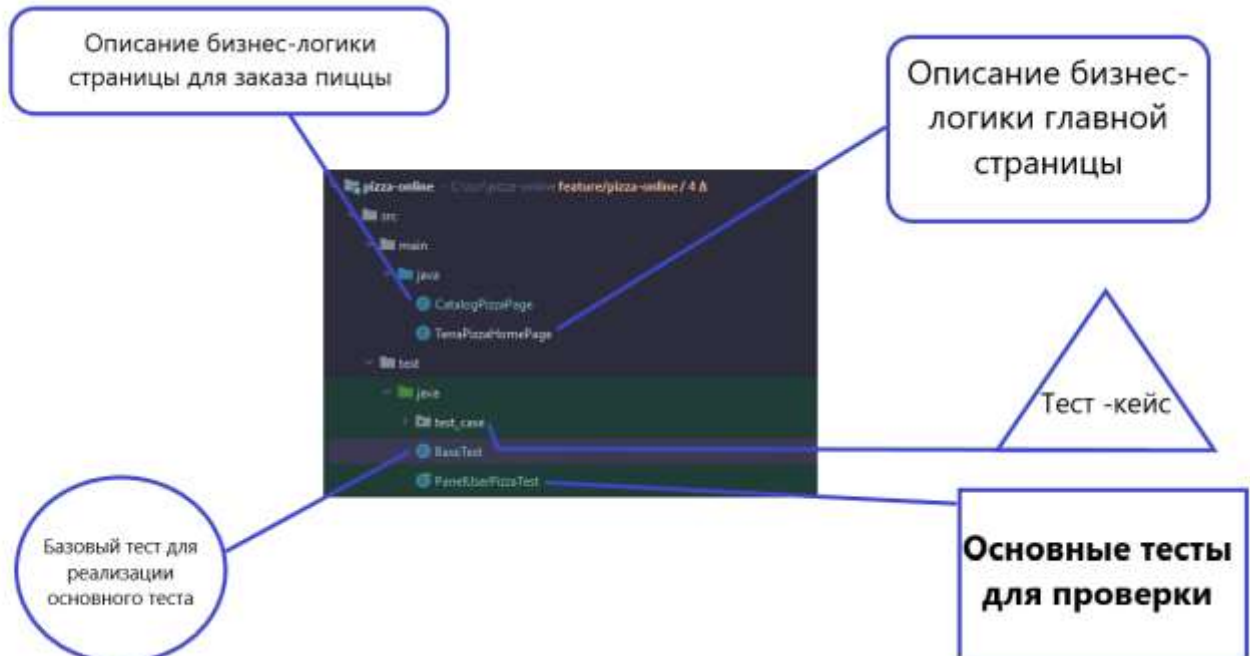 Описание бизнес-логики
страницы для заказа пиццы
Описание бизнес-
логики главной
страницы
pizza-online feature/pizza-online / 4 Δ
src
main
java
CatalogPizzaPage
TerraPizzaHomePage
test
java
test_case
BaseTest
PanelUserPizzaTest
Тест -кейс
Базовый тест для
реализации
основного теста
Основные тесты
для проверки